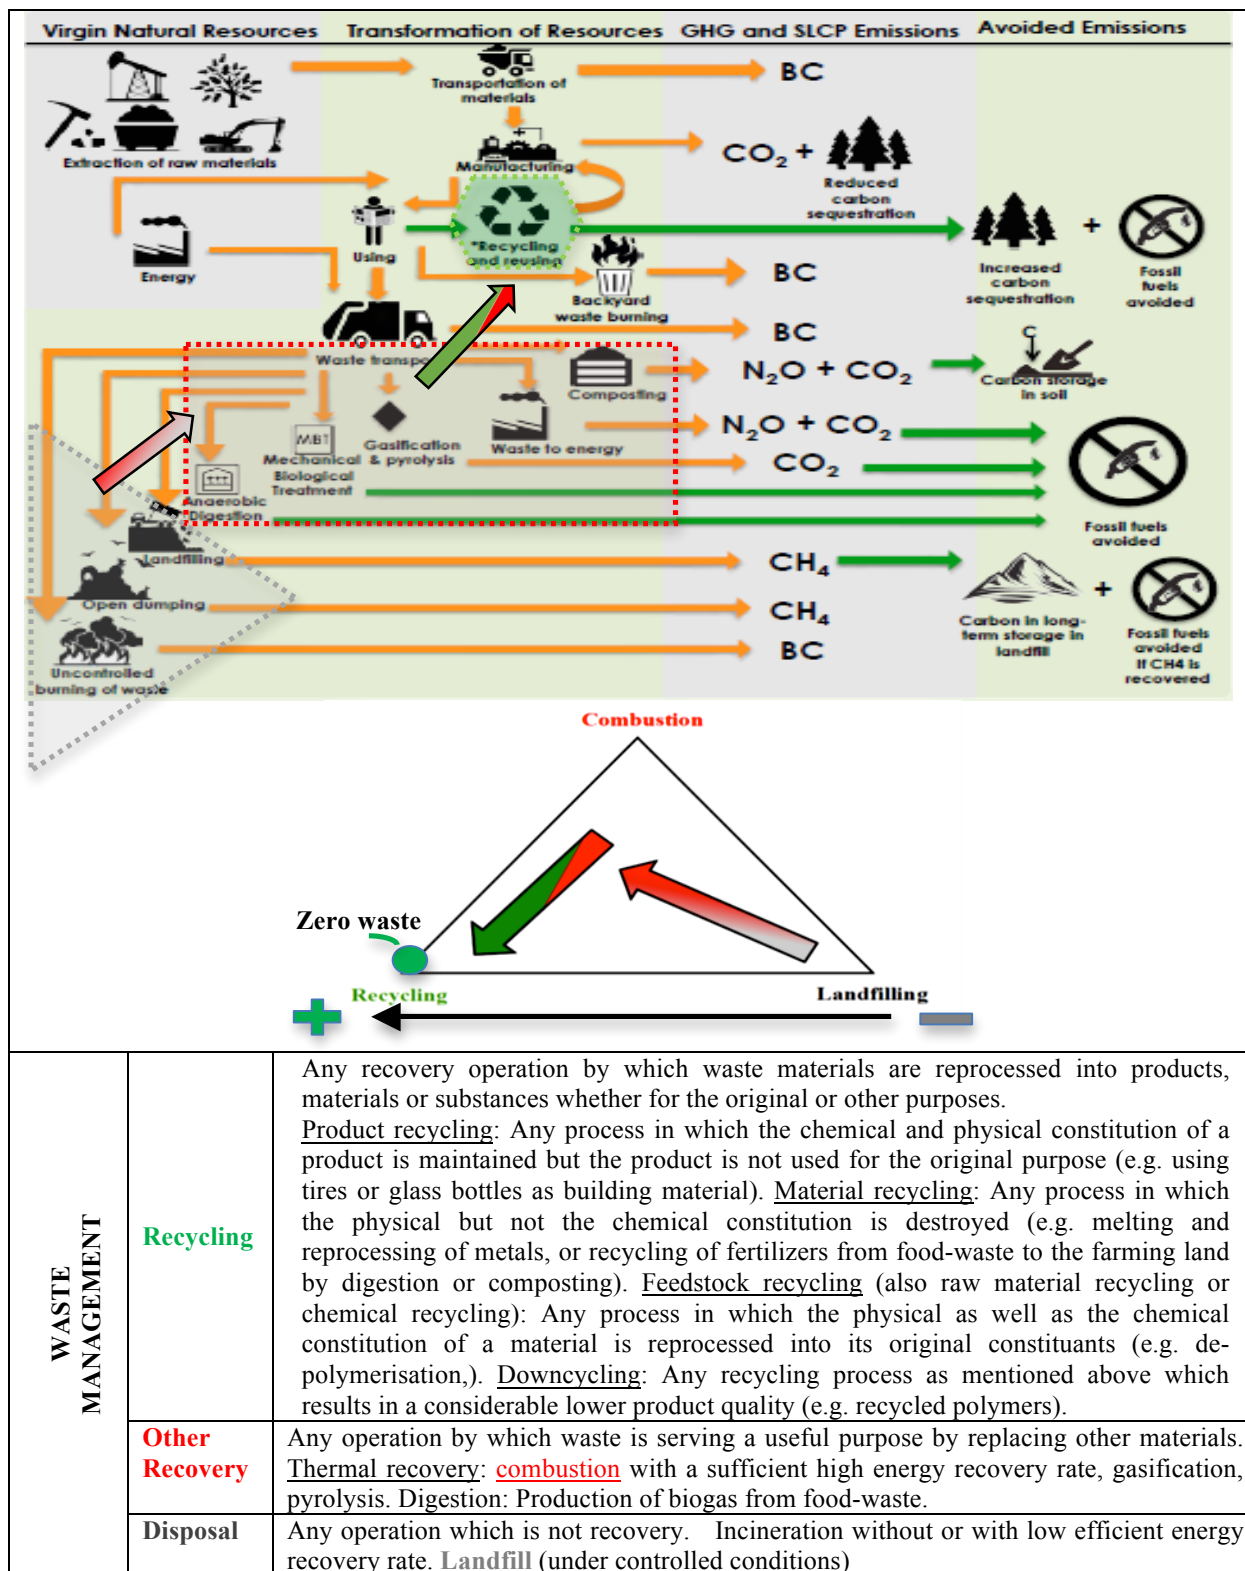 Virgin Natural Resources
Transformation of Resources
GHG and SLCP Emissions
Avoided Emissions
Transportation of
materials
BC
Extraction of raw materials
Manufacturing
CO2 +
Reduced
carbon
sequestration
Energy
Using
*Recycling
and reusing
Backyard
waste burning
BC
+
Increased
carbon
sequestration
Fossil
fuels
avoided
BC
Waste transpo
Composting
N2O + CO2
C
Carbon storage
in soil
MBT
Mechanical
Biological
Treatment
Gasification
& pyrolysis
Waste to energy
N2O + CO2
CO2
Anaerobic
Digestion
Fossil fuels
avoided
Landfilling
CH4
+
Open dumping
CH4
Carbon in long-
term storage in
landfill
Fossil fuels
avoided
If CH4 is
recovered
Uncontrolled
burning of waste
BC
Combustion
Zero waste
Recycling
Landfilling
WASTE
MANAGEMENT
Recycling
Any recovery operation by which waste materials are reprocessed into products,
materials or substances whether for the original or other purposes.
Product recycling: Any process in which the chemical and physical constitution of a
product is maintained but the product is not used for the original purpose (e.g. using
tires or glass bottles as building material). Material recycling: Any process in which
the physical but not the chemical constitution is destroyed (e.g. melting and
reprocessing of metals, or recycling of fertilizers from food-waste to the farming land
by digestion or composting). Feedstock recycling (also raw material recycling or
chemical recycling): Any process in which the physical as well as the chemical
constitution of a material is reprocessed into its original constituants (e.g. de-
polymerisation,). Downcycling: Any recycling process as mentioned above which
results in a considerable lower product quality (e.g. recycled polymers).
Other
Recovery
Any operation by which waste is serving a useful purpose by replacing other materials.
Thermal recovery: combustion with a sufficient high energy recovery rate, gasification,
pyrolysis. Digestion: Production of biogas from food-waste.
Disposal
Any operation which is not recovery. Incineration without or with low efficient energy
recovery rate. Landfill (under controlled conditions)